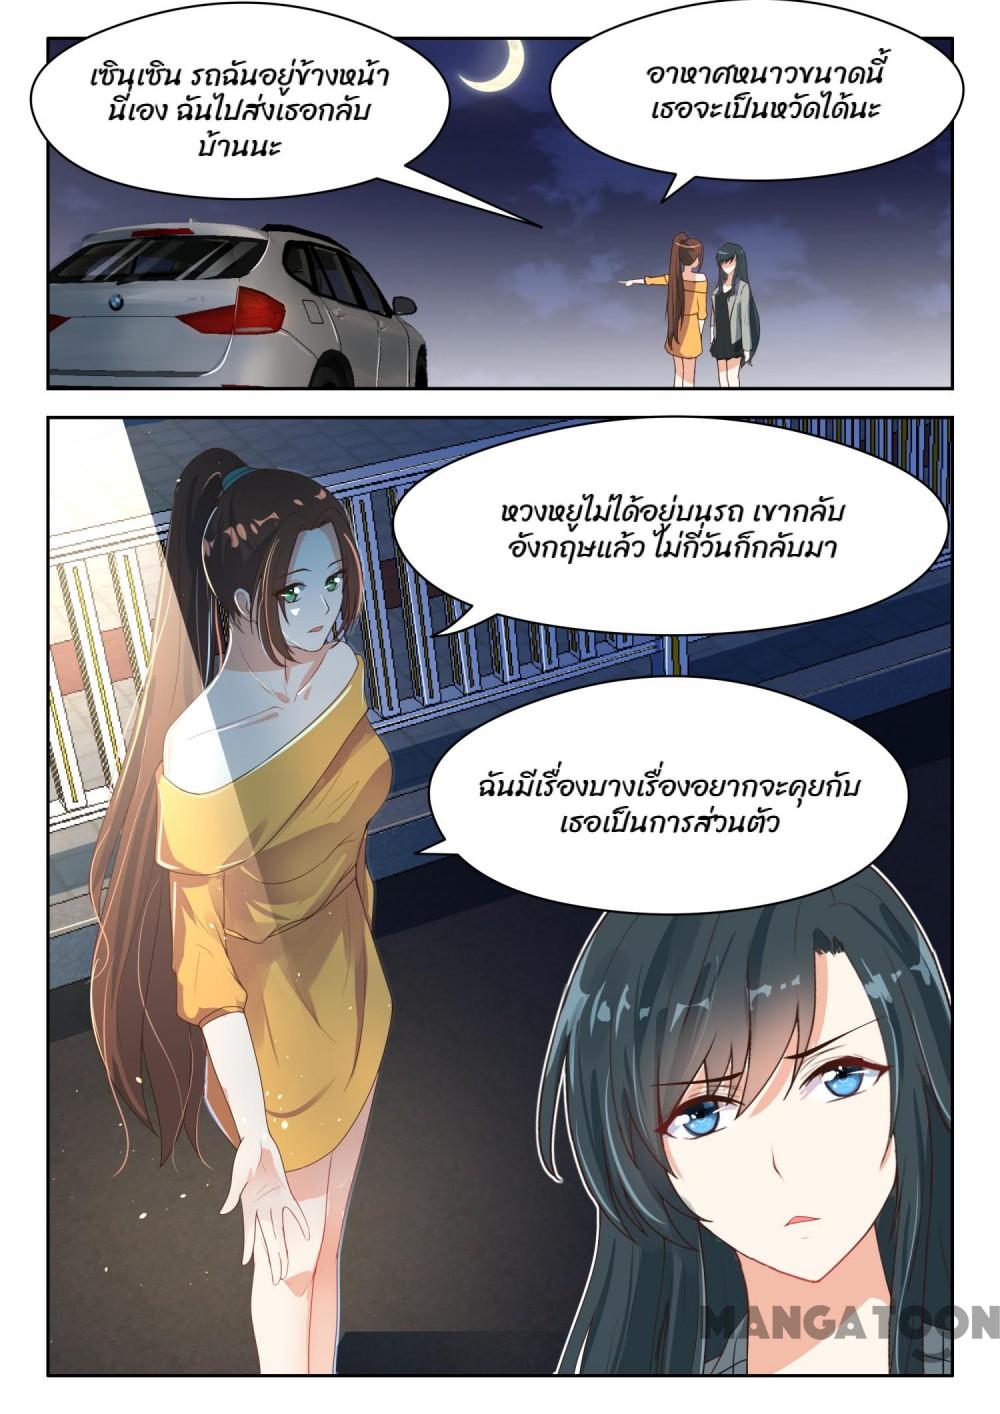 เซินเซิน รถฉันอยู่ข้างหน้า
นี่เอง ฉันไปส่งเธอกลับ
บ้านนะ
อาหาศหนาวขนาดนี้
เธอจะเป็นหวัดได้นะ
X1
หวงหยูไม่ได้อยู่บนรถ เขากลับ
อังกฤษแล้ว ไม่กี่วันก็กลับมา
ฉันมีเรื่องบางเรื่องอยากจะคุยกับ
เธอเป็นการส่วนตัว
MANGATOON